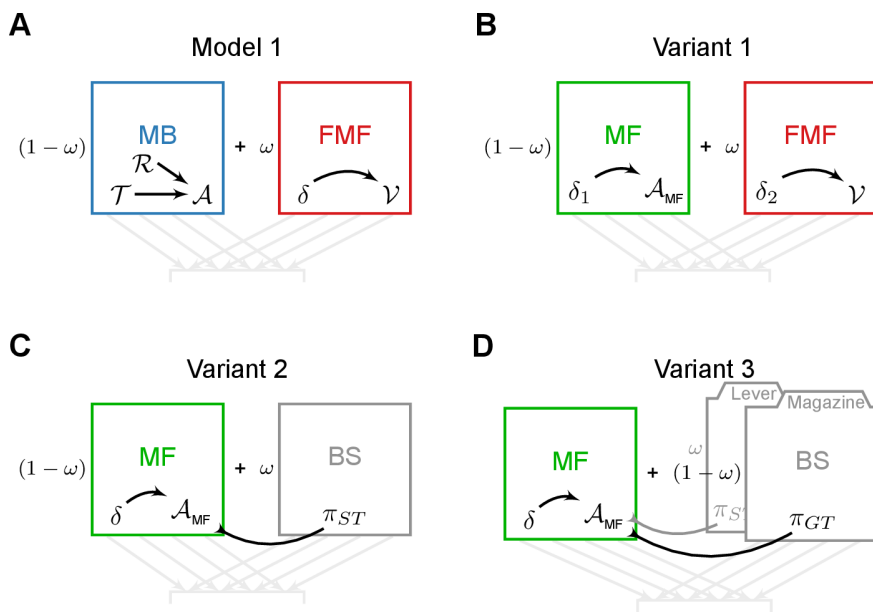 A
Model 1
(1 − ω)
MB
R
T
A
+ ω
FMF
δ
V
B
Variant 1
(1 − ω)
MF
δ1
AMF
+ ω
FMF
δ2
V
C
Variant 2
(1 − ω)
MF
δ
AMF
+ ω
BS
πST
D
Variant 3
MF
δ
AMF
+
Lever
ω
πS
Magazine
(1 − ω)
BS
πGT